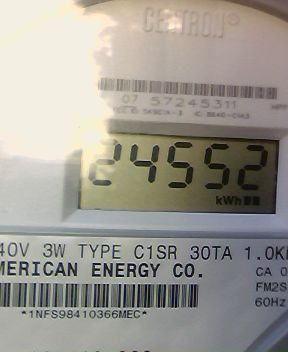 CENTRON®
07 57245311
24552
kWh
40V 3W TYPE C1SR 30TA 1.0K
MERICAN ENERGY CO.
CA 0
FM2S
60Hz
*1NFS98410366MEC*